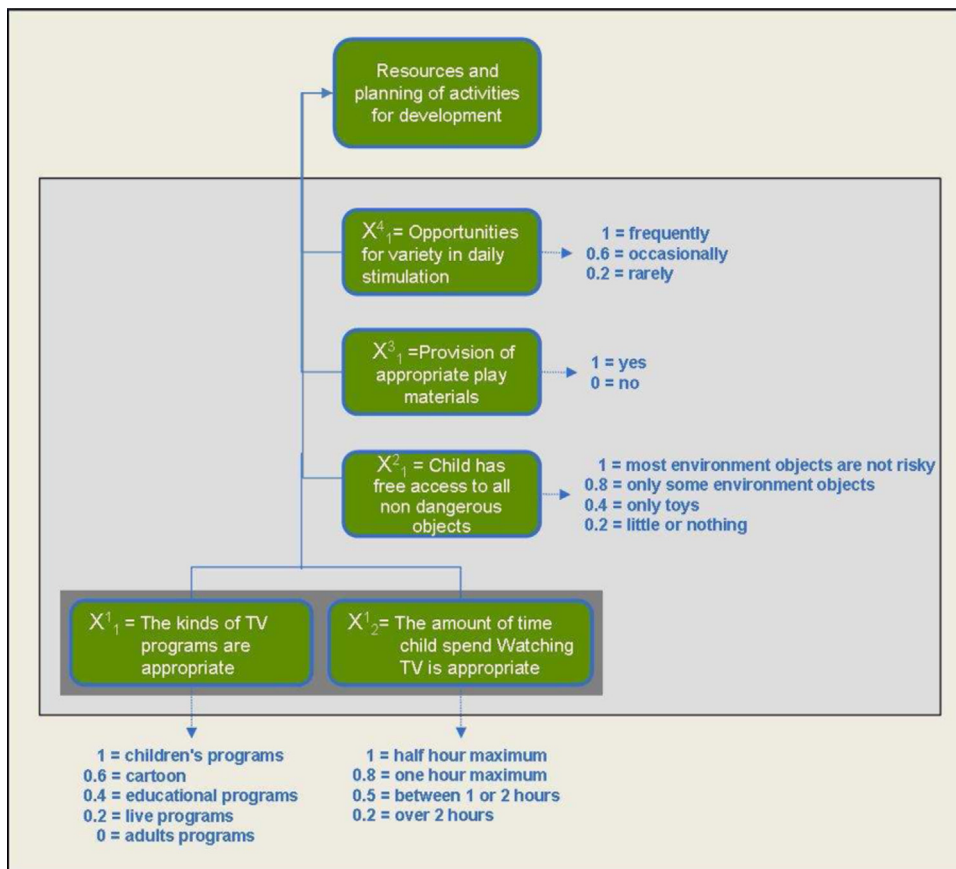 Resources and
planning of activities
for development
X⁴₁= Opportunities
for variety in daily
stimulation
1 = frequently
0.6 = occasionally
0.2 = rarely
X³₁ =Provision of
appropriate play
materials
1 = yes
0 = no
X²₁ = Child has
free access to all
non dangerous
objects
1 = most environment objects are not risky
0.8 = only some environment objects
0.4 = only toys
0.2 = little or nothing
X¹₁ = The kinds of TV
programs are
appropriate
X¹₂= The amount of time
child spend Watching
TV is appropriate
1 = children's programs
0.6 = cartoon
0.4 = educational programs
0.2 = live programs
0 = adults programs
1 = half hour maximum
0.8 = one hour maximum
0.5 = between 1 or 2 hours
0.2 = over 2 hours